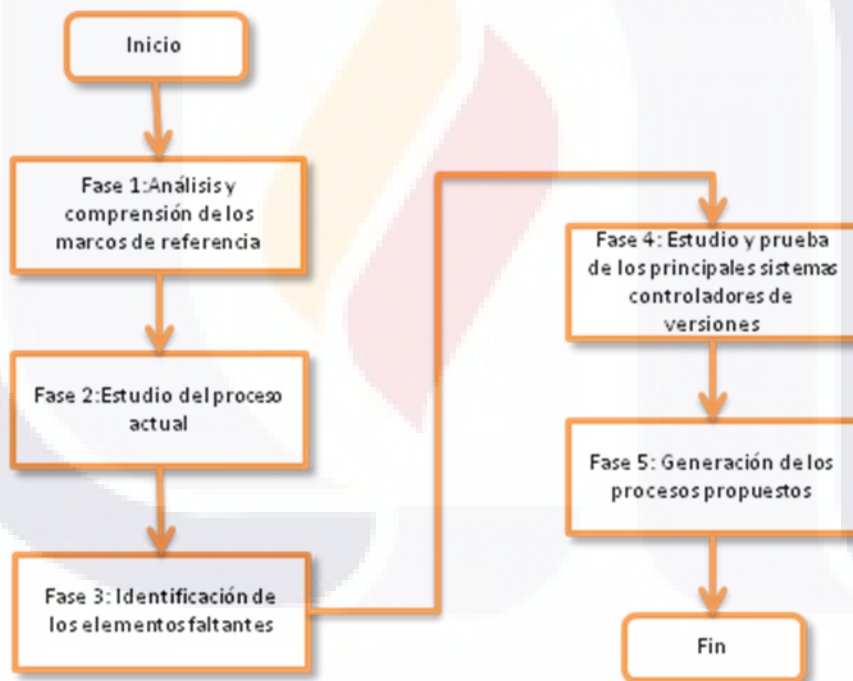 Inicio
Fase 1:Análisis y
comprensión de los
marcos de referencia
Fase 2:Estudio del proceso
actual
Fase 3: Identificación de
los elementos faltantes
Fase 4: Estudio y prueba
de los principales sistemas
controladores de
versiones
Fase 5: Generación de los
procesos propuestos
Fin